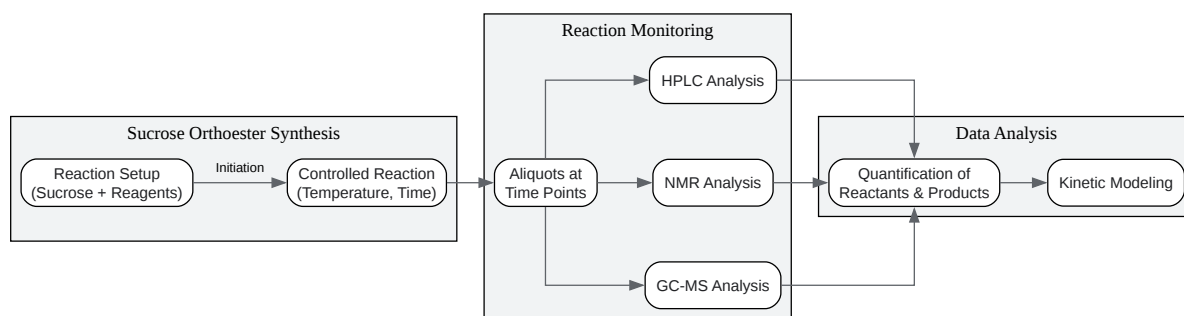 Sucrose Orthoester Synthesis
Reaction Setup
(Sucrose + Reagents)
Initiation
Controlled Reaction
(Temperature, Time)
Reaction Monitoring
Aliquots at
Time Points
HPLC Analysis
NMR Analysis
GC-MS Analysis
Data Analysis
Quantification of
Reactants & Products
Kinetic Modeling